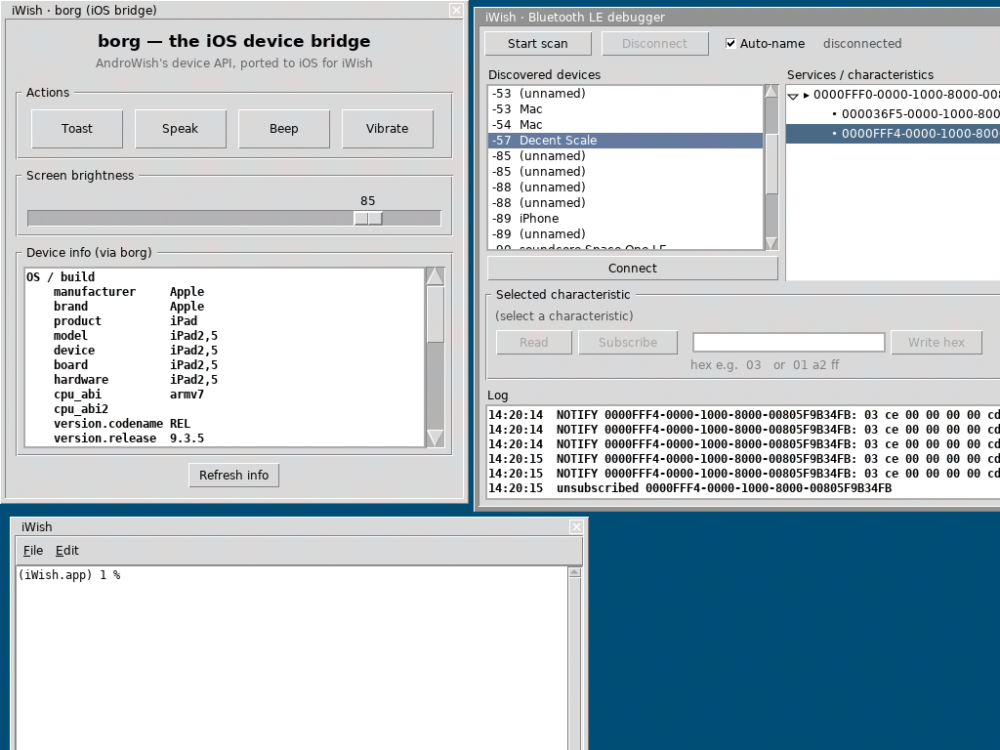 iWish · borg (iOS bridge)
borg — the iOS device bridge
AndroWish's device API, ported to iOS for iWish
Actions
Toast Speak Beep Vibrate
Screen brightness
85
Device info (via borg)
OS / build
manufacturer Apple
brand Apple
product iPad
model iPad2,5
device iPad2,5
board iPad2,5
hardware iPad2,5
cpu_abi armv7
cpu_abi2
version.codename REL
version.release 9.3.5
Refresh info
iWish · Bluetooth LE debugger
Start scan Disconnect Auto-name disconnected
Discovered devices
-53 (unnamed)
-53 Mac
-54 Mac
-57 Decent Scale
-85 (unnamed)
-85 (unnamed)
-88 (unnamed)
-88 (unnamed)
-89 iPhone
-89 (unnamed)
-90 soundcore Space One LE
Connect
Services / characteristics
0000FFF0-0000-1000-8000-008
000036F5-0000-1000-800
0000FFF4-0000-1000-800
Selected characteristic
(select a characteristic)
Read Subscribe Write hex
hex e.g. 03 or 01 a2 ff
Log
14:20:14 NOTIFY 0000FFF4-0000-1000-8000-00805F9B34FB: 03 ce 00 00 00 00 cd
14:20:14 NOTIFY 0000FFF4-0000-1000-8000-00805F9B34FB: 03 ce 00 00 00 00 cd
14:20:14 NOTIFY 0000FFF4-0000-1000-8000-00805F9B34FB: 03 ce 00 00 00 00 cd
14:20:15 NOTIFY 0000FFF4-0000-1000-8000-00805F9B34FB: 03 ce 00 00 00 00 cd
14:20:15 NOTIFY 0000FFF4-0000-1000-8000-00805F9B34FB: 03 ce 00 00 00 00 cd
14:20:15 unsubscribed 0000FFF4-0000-1000-8000-00805F9B34FB
iWish
File Edit
(iWish.app) 1 %